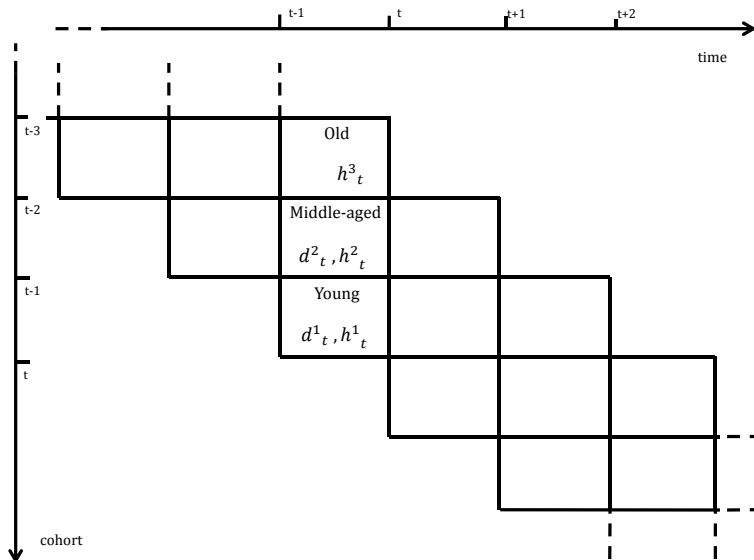 t-1 t t+1 t+2
time
t-3
Old
h³ₜ
t-2
Middle-aged
d²ₜ , h²ₜ
t-1
Young
d¹ₜ , h¹ₜ
t
cohort